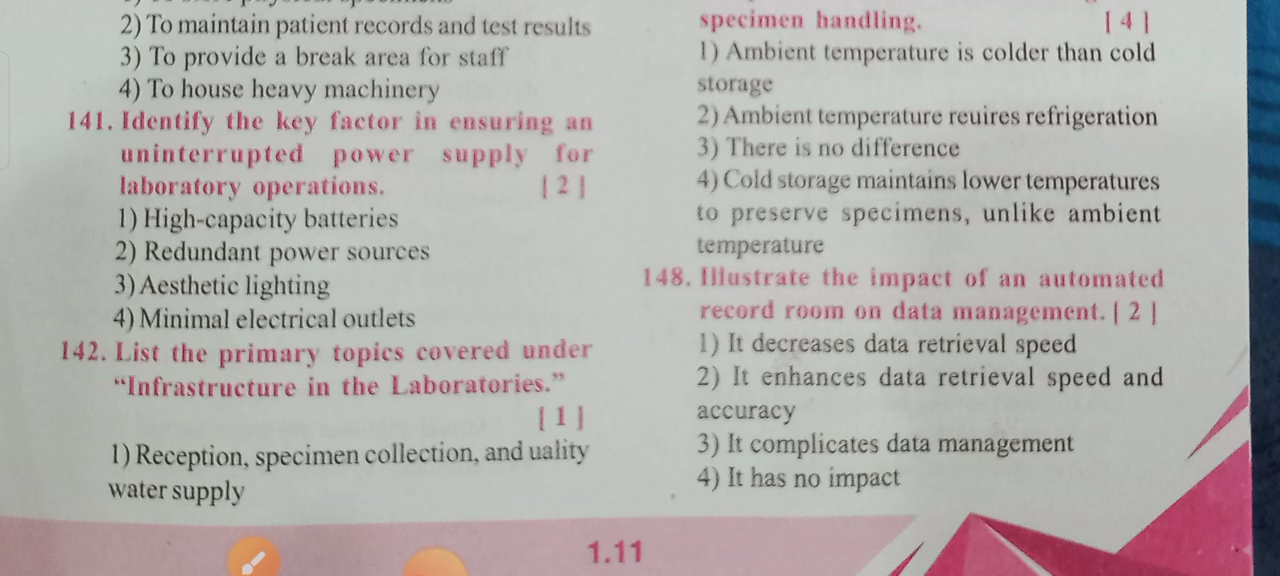 2) To maintain patient records and test results
3) To provide a break area for staff
4) To house heavy machinery
141. Identify the key factor in ensuring an
uninterrupted power supply for
laboratory operations. [ 2 ]
1) High-capacity batteries
2) Redundant power sources
3) Aesthetic lighting
4) Minimal electrical outlets
142. List the primary topics covered under
“Infrastructure in the Laboratories.”
[ 1 ]
1) Reception, specimen collection, and uality
water supply
specimen handling. [ 4 ]
1) Ambient temperature is colder than cold
storage
2) Ambient temperature reuires refrigeration
3) There is no difference
4) Cold storage maintains lower temperatures
to preserve specimens, unlike ambient
temperature
148. Illustrate the impact of an automated
record room on data management. [ 2 ]
1) It decreases data retrieval speed
2) It enhances data retrieval speed and
accuracy
3) It complicates data management
4) It has no impact
1.11